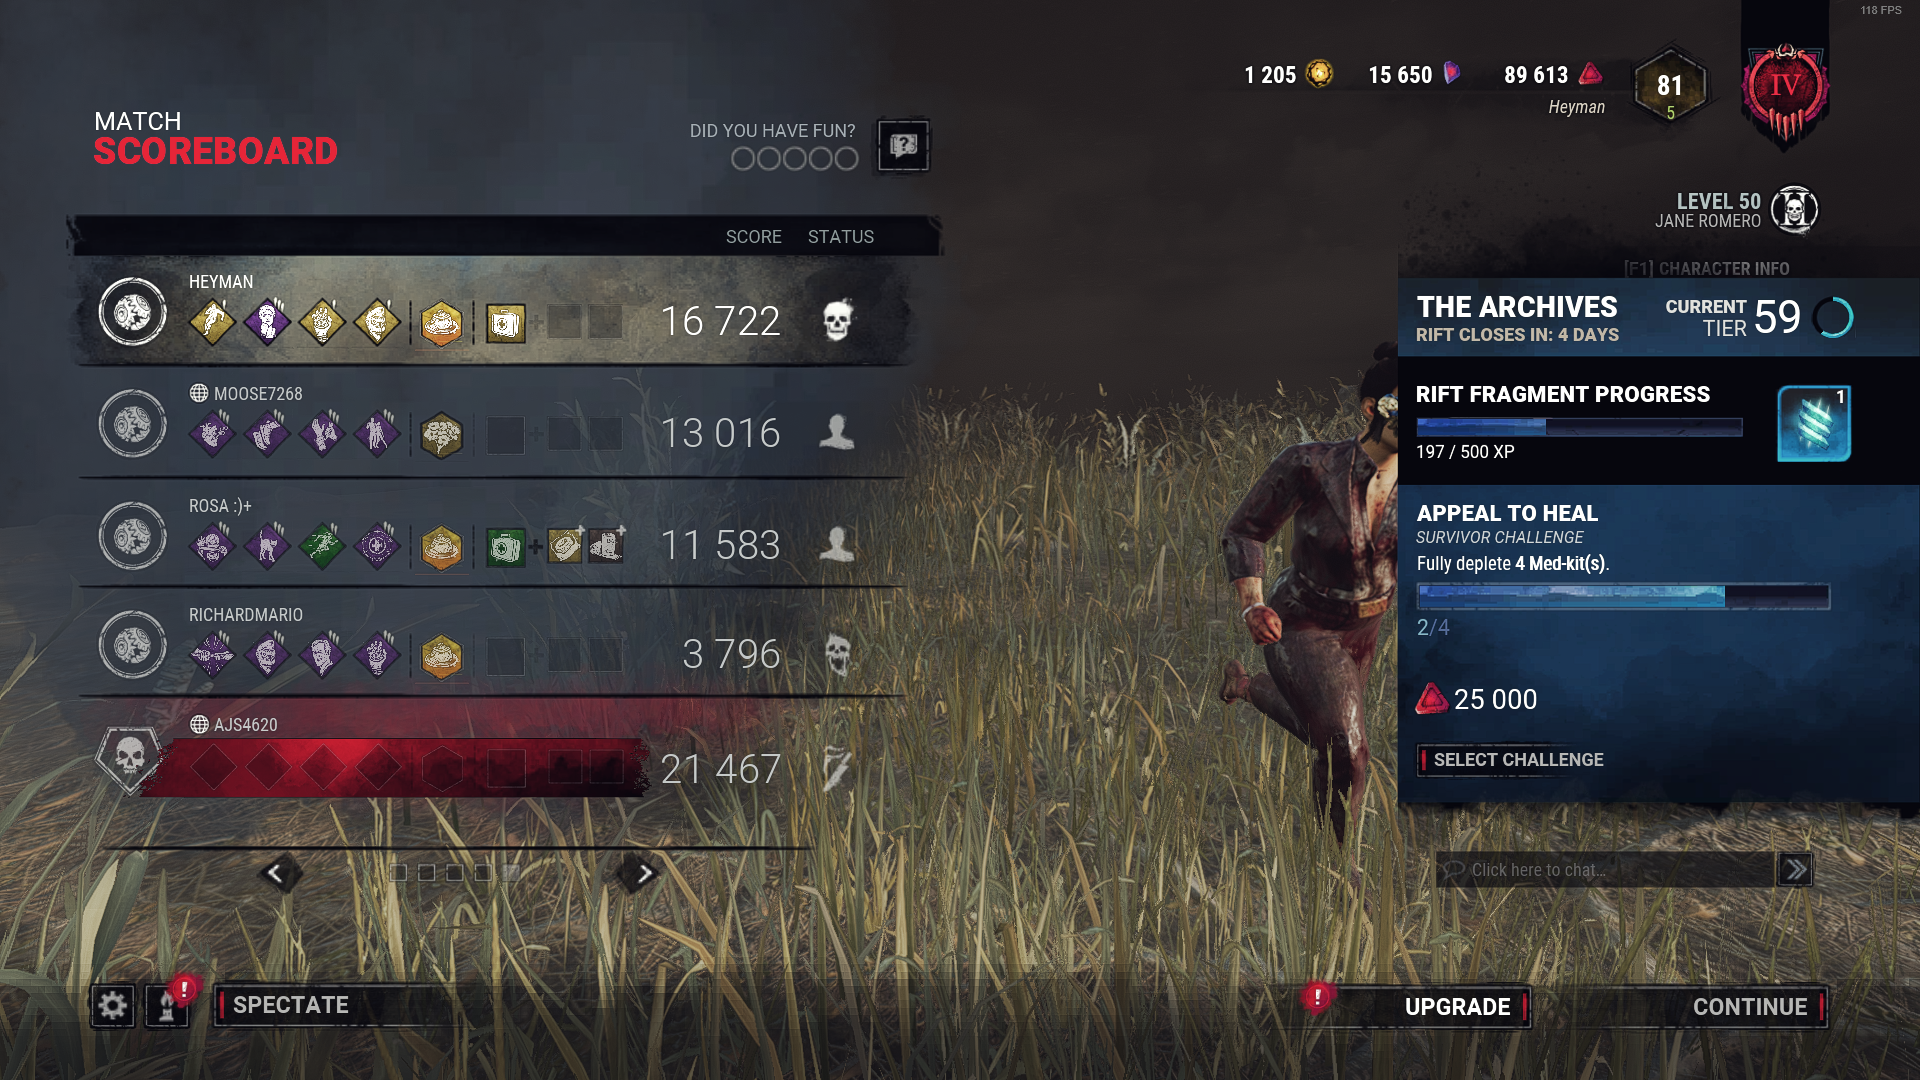 118 FPS
1 205
15 650
89 613
Heyman
81
5
IV
MATCH
SCOREBOARD
DID YOU HAVE FUN?
LEVEL 50
JANE ROMERO
II
[F1] CHARACTER INFO
SCORE STATUS
HEYMAN
16 722
MOOSE7268
13 016
ROSA :)+
11 583
RICHARDMARIO
3 796
AJS4620
21 467
THE ARCHIVES
RIFT CLOSES IN: 4 DAYS
CURRENT
TIER 59
RIFT FRAGMENT PROGRESS
1
197 / 500 XP
APPEAL TO HEAL
SURVIVOR CHALLENGE
Fully deplete 4 Med-kit(s).
2/4
25 000
SELECT CHALLENGE
Click here to chat...
SPECTATE
UPGRADE
CONTINUE